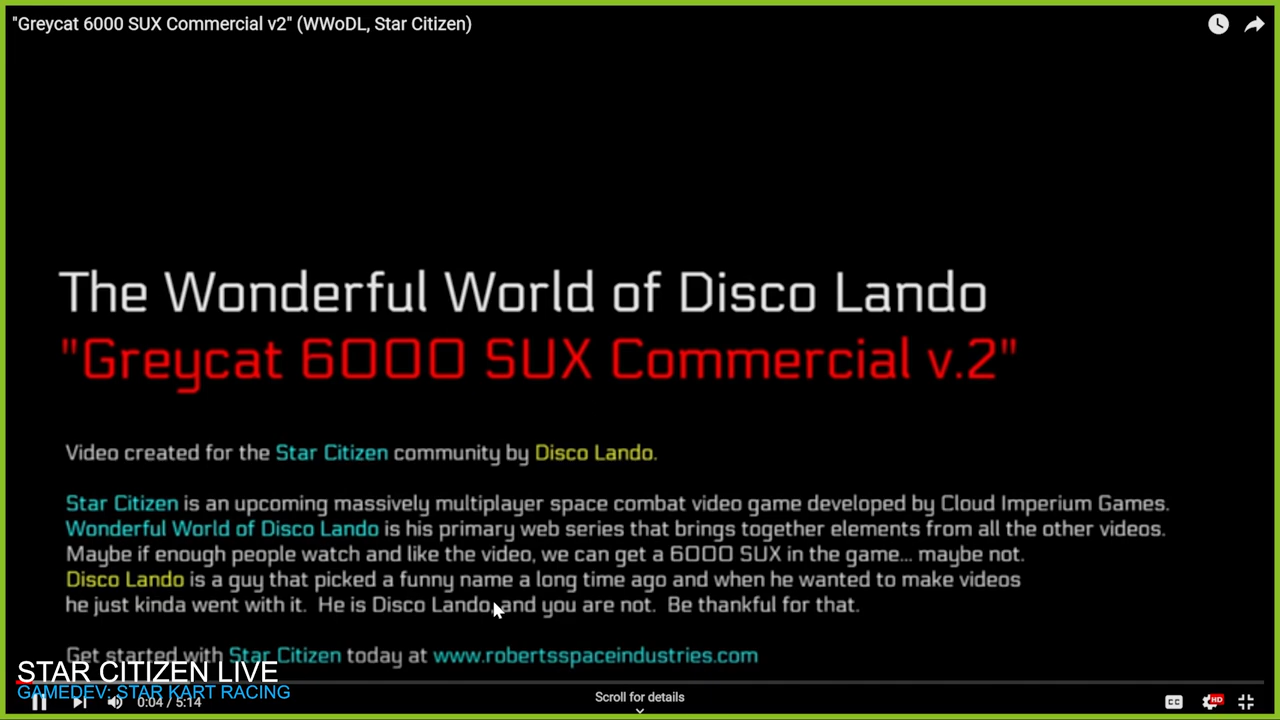 "Greycat 6000 SUX Commercial v2" (WWoDL, Star Citizen)
The Wonderful World of Disco Lando
"Greycat 6000 SUX Commercial v.2"
Video created for the Star Citizen community by Disco Lando.
Star Citizen is an upcoming massively multiplayer space combat video game developed by Cloud Imperium Games.
Wonderful World of Disco Lando is his primary web series that brings together elements from all the other videos.
Maybe if enough people watch and like the video, we can get a 6000 SUX in the game... maybe not.
Disco Lando is a guy that picked a funny name a long time ago and when he wanted to make videos
he just kinda went with it. He is Disco Lando, and you are not. Be thankful for that.
Get started with Star Citizen today at www.robertsspaceindustries.com
STAR CITIZEN LIVE
GAMEDEV: STAR KART RACING
0:04 / 5:14
Scroll for details
CC
HD